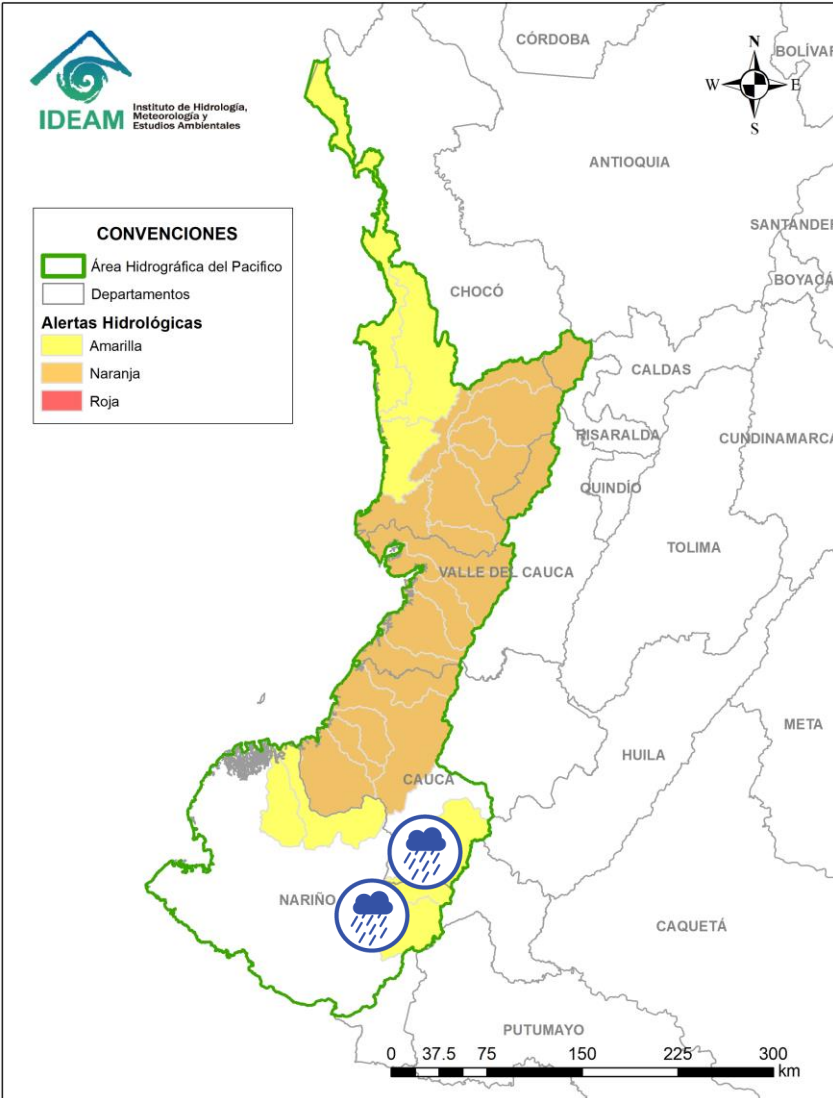 IDEAM
Instituto de Hidrología,
Meteorología y
Estudios Ambientales
CONVENCIONES
Área Hidrográfica del Pacifico
Departamentos
Alertas Hidrológicas
Amarilla
Naranja
Roja
N
W
E
S
CÓRDOBA
BOLÍVAR
ANTIOQUIA
SANTANDER
BOYACÁ
CHOCÓ
CALDAS
RISARALDA
CUNDINAMARCA
QUINDÍO
TOLIMA
VALLE DEL CAUCA
META
HUILA
CAUCA
NARIÑO
CAQUETÁ
PUTUMAYO
0 37.5 75 150 225 300
km